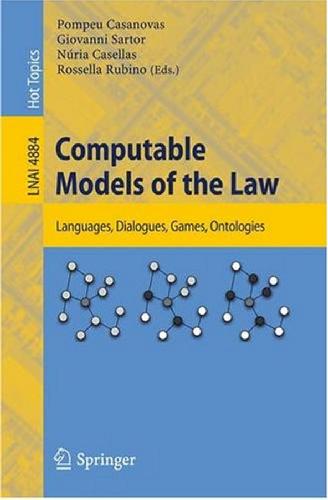 Pompeu Casanovas
Giovanni Sartor
Núria Casellas
Rossella Rubino (Eds.)
Hot Topics
LNAI 4884
Computable
Models of the Law
Languages, Dialogues, Games, Ontologies
Springer